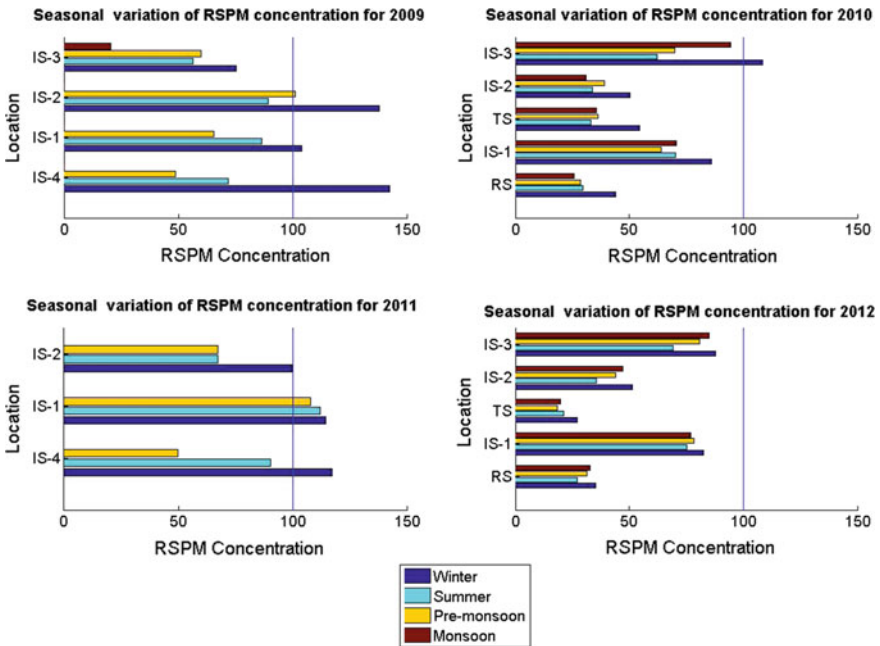 Seasonal variation of RSPM concentration for 2009
IS-3
IS-2
IS-1
IS-4
Location
0 50 100 150
RSPM Concentration
Seasonal variation of RSPM Concentration for 2010
IS-3
IS-2
TS
IS-1
RS
Location
0 50 100 150
RSPM Concentration
Seasonal variation of RSPM concentration for 2011
IS-2
IS-1
IS-4
Location
0 50 100 150
RSPM Concentration
Seasonal variation of RSPM concentration for 2012
IS-3
IS-2
TS
IS-1
RS
Location
0 50 100 150
RSPM Concentration
Winter
Summer
Pre-monsoon
Monsoon